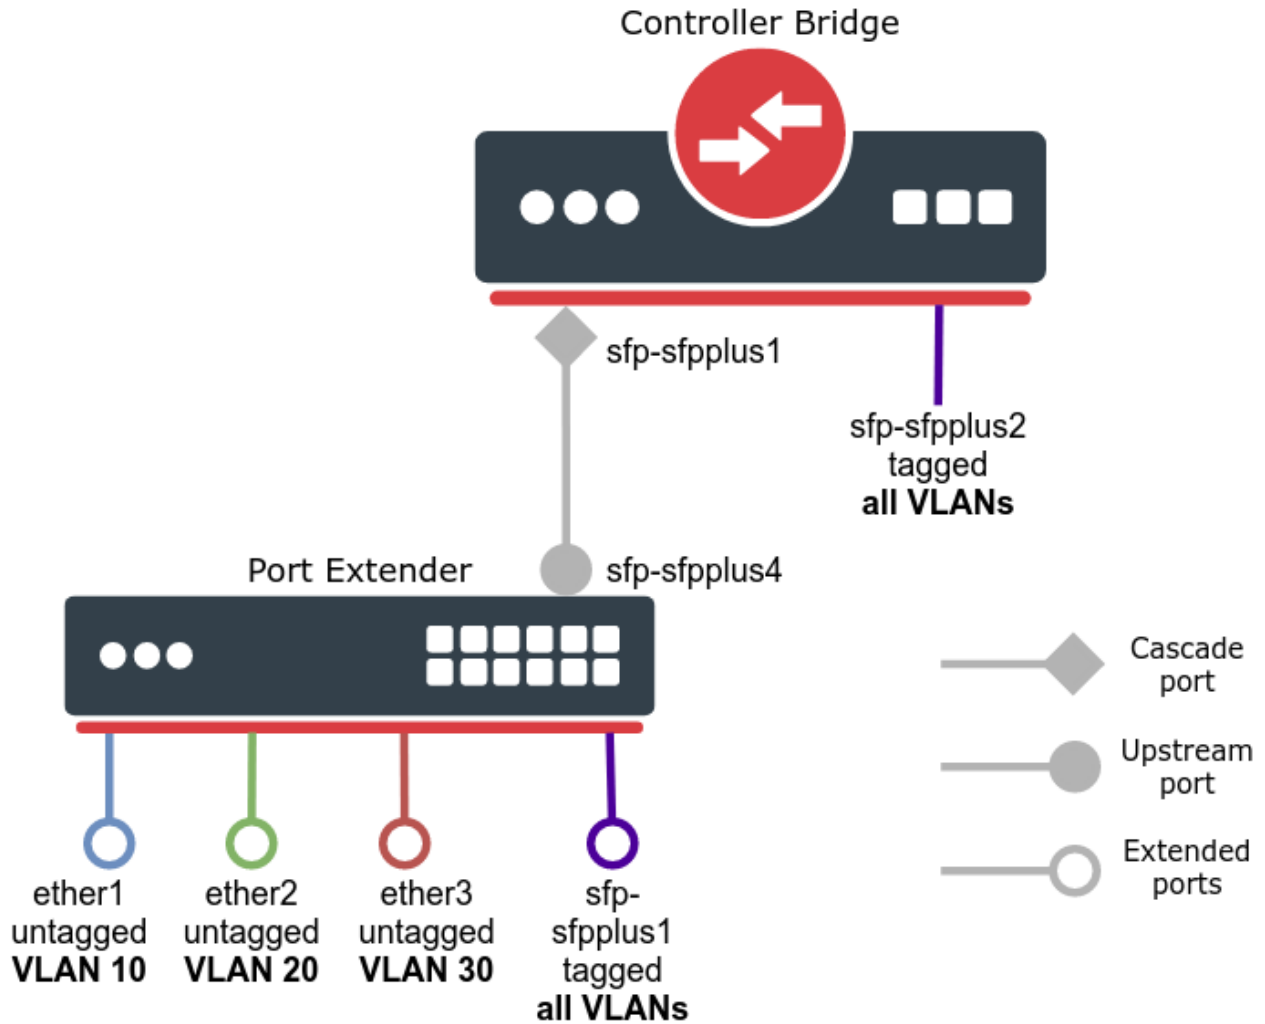 Controller Bridge
sfp-sfpplus1
sfp-sfpplus2
tagged
all VLANs
Port Extender
sfp-sfpplus4
Cascade
port
Upstream
port
Extended
ports
ether1
untagged
VLAN 10
ether2
untagged
VLAN 20
ether3
untagged
VLAN 30
sfp-
sfpplus1
tagged
all VLANs